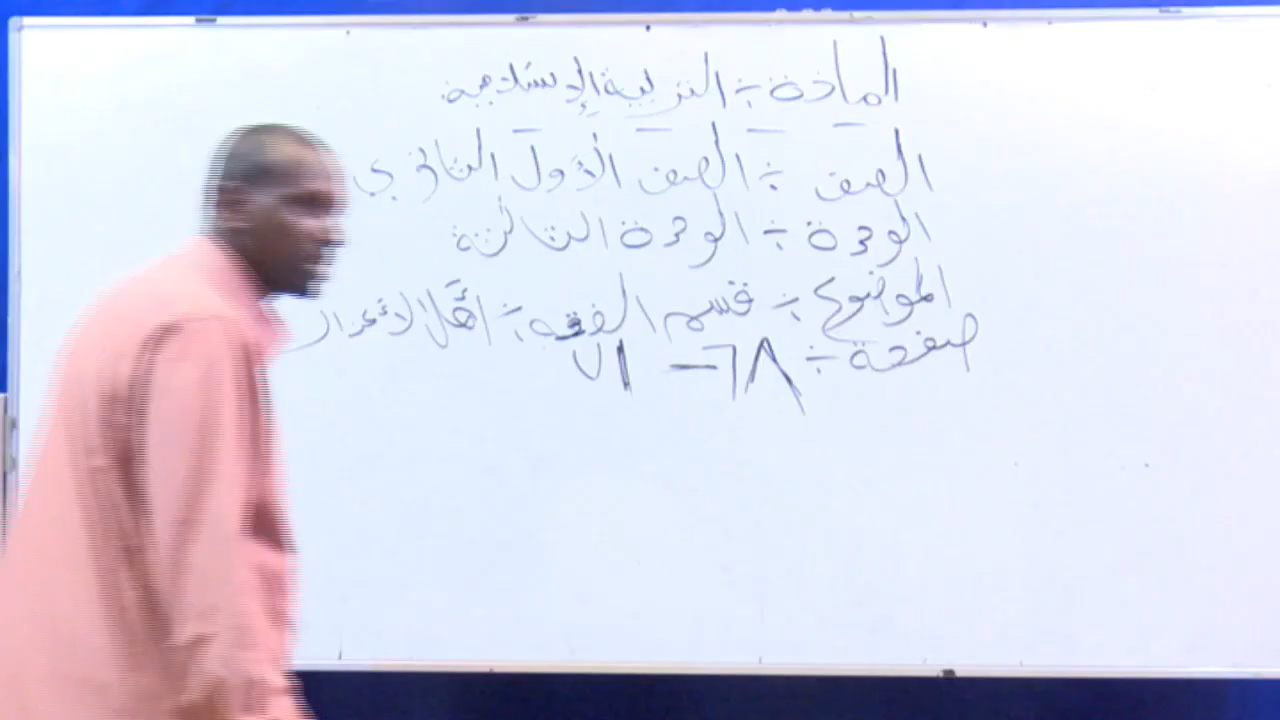 المادة ÷ التربية الإسلامية
الصف ÷ الصف الأول الثانوي
الوحدة ÷ الوحدة الثالثة
الموضوع ÷ قسم الفقه ÷ أهل الأعذار
صفحة ÷ ٦٨ - ٧١